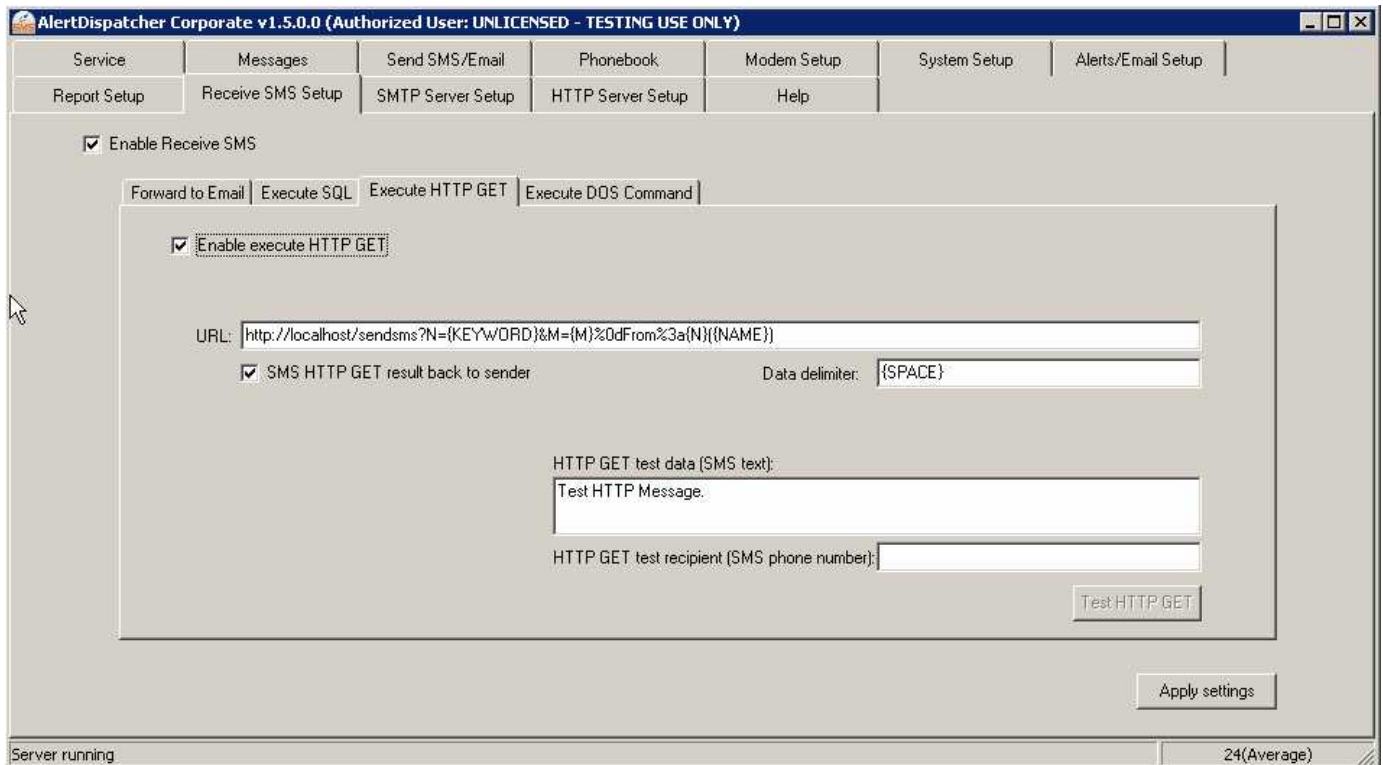 AlertDispatcher Corporate v1.5.0.0 (Authorized User: UNLICENSED - TESTING USE ONLY)
Service Messages Send SMS/Email Phonebook Modem Setup System Setup Alerts/Email Setup
Report Setup Receive SMS Setup SMTP Server Setup HTTP Server Setup Help
Enable Receive SMS
Forward to Email Execute SQL Execute HTTP GET Execute DOS Command
Enable execute HTTP GET
URL: http://localhost/sendsms?N={KEYWORD}&M={M}%0dFrom%3a{N}({NAME})
SMS HTTP GET result back to sender Data delimiter: {SPACE}
HTTP GET test data (SMS text):
Test HTTP Message.
HTTP GET test recipient (SMS phone number):
Test HTTP GET
Apply settings
Server running 24(Average)